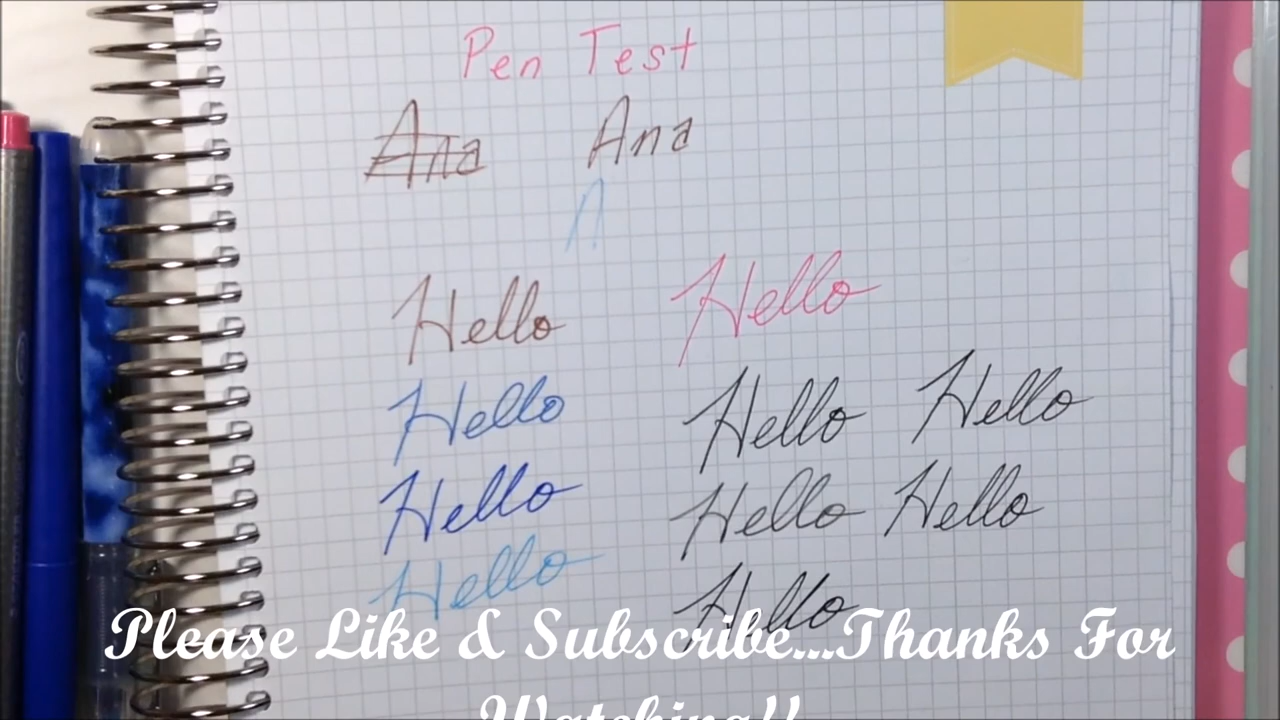 Pen Test
Ana Ana
A
Hello Hello
Hello Hello Hello
Hello Hello Hello
Hello Hello
Please Like & Subscribe...Thanks For
Watching!!